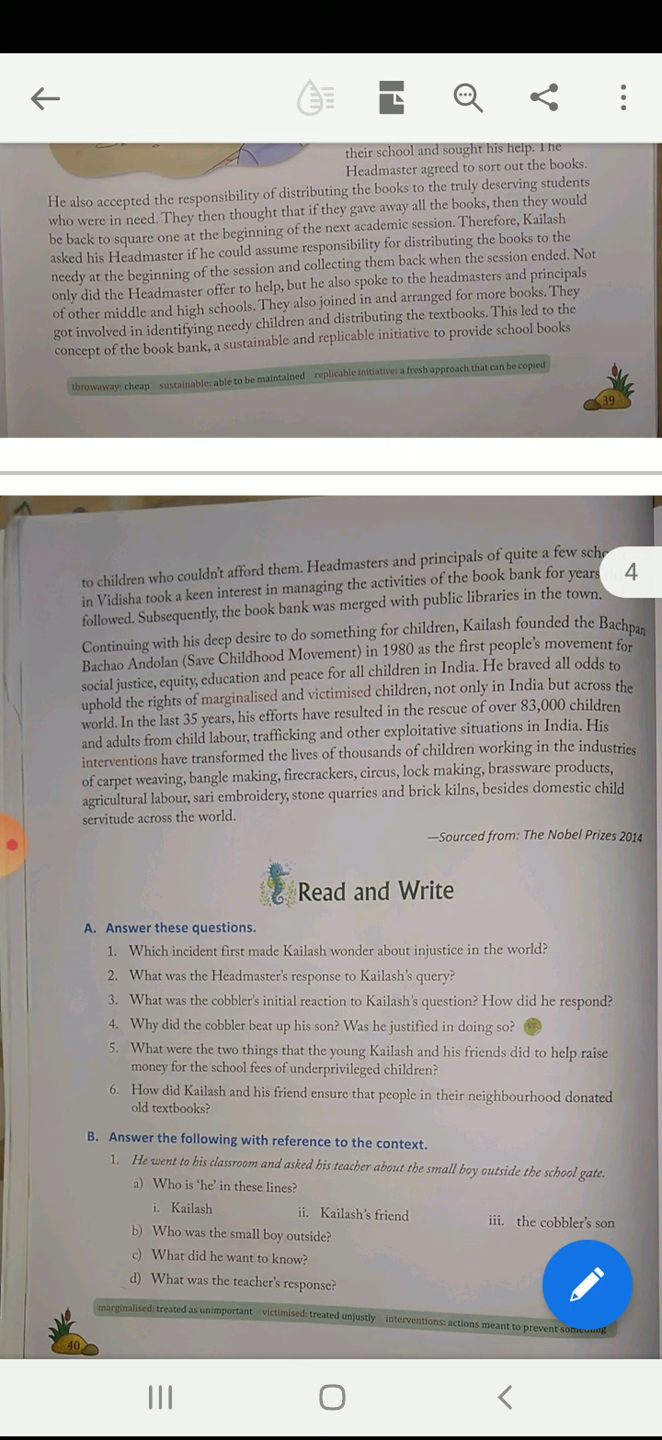 their school and sought his help. The
Headmaster agreed to sort out the books.
He also accepted the responsibility of distributing the books to the truly deserving students
who were in need. They then thought that if they gave away all the books, then they would
be back to square one at the beginning of the next academic session. Therefore, Kailash
asked his Headmaster if he could assume responsibility for distributing the books to the
needy at the beginning of the session and collecting them back when the session ended. Not
only did the Headmaster offer to help, but he also spoke to the headmasters and principals
of other middle and high schools. They also joined in and arranged for more books. They
got involved in identifying needy children and distributing the textbooks. This led to the
concept of the book bank, a sustainable and replicable initiative to provide school books
throwaway: cheap sustainable: able to be maintained replicable initiative: a fresh approach that can be copied
39
4
to children who couldn't afford them. Headmasters and principals of quite a few scho
in Vidisha took a keen interest in managing the activities of the book bank for years
followed. Subsequently, the book bank was merged with public libraries in the town.
Continuing with his deep desire to do something for children, Kailash founded the Bachpan
Bachao Andolan (Save Childhood Movement) in 1980 as the first people's movement for
social justice, equity, education and peace for all children in India. He braved all odds to
uphold the rights of marginalised and victimised children, not only in India but across the
world. In the last 35 years, his efforts have resulted in the rescue of over 83,000 children
and adults from child labour, trafficking and other exploitative situations in India. His
interventions have transformed the lives of thousands of children working in the industries
of carpet weaving, bangle making, firecrackers, circus, lock making, brassware products,
agricultural labour, sari embroidery, stone quarries and brick kilns, besides domestic child
servitude across the world.
—Sourced from: The Nobel Prizes 2014
Read and Write
A. Answer these questions.
1. Which incident first made Kailash wonder about injustice in the world?
2. What was the Headmaster's response to Kailash's query?
3. What was the cobbler's initial reaction to Kailash's question? How did he respond?
4. Why did the cobbler beat up his son? Was he justified in doing so?
5. What were the two things that the young Kailash and his friends did to help raise
money for the school fees of underprivileged children?
6. How did Kailash and his friend ensure that people in their neighbourhood donated
old textbooks?
B. Answer the following with reference to the context.
1. He went to his classroom and asked his teacher about the small boy outside the school gate.
a) Who is 'he' in these lines?
i. Kailash ii. Kailash's friend iii. the cobbler's son
b) Who was the small boy outside?
c) What did he want to know?
d) What was the teacher's response?
marginalised: treated as unimportant victimised: treated unjustly interventions: actions meant to prevent something
40